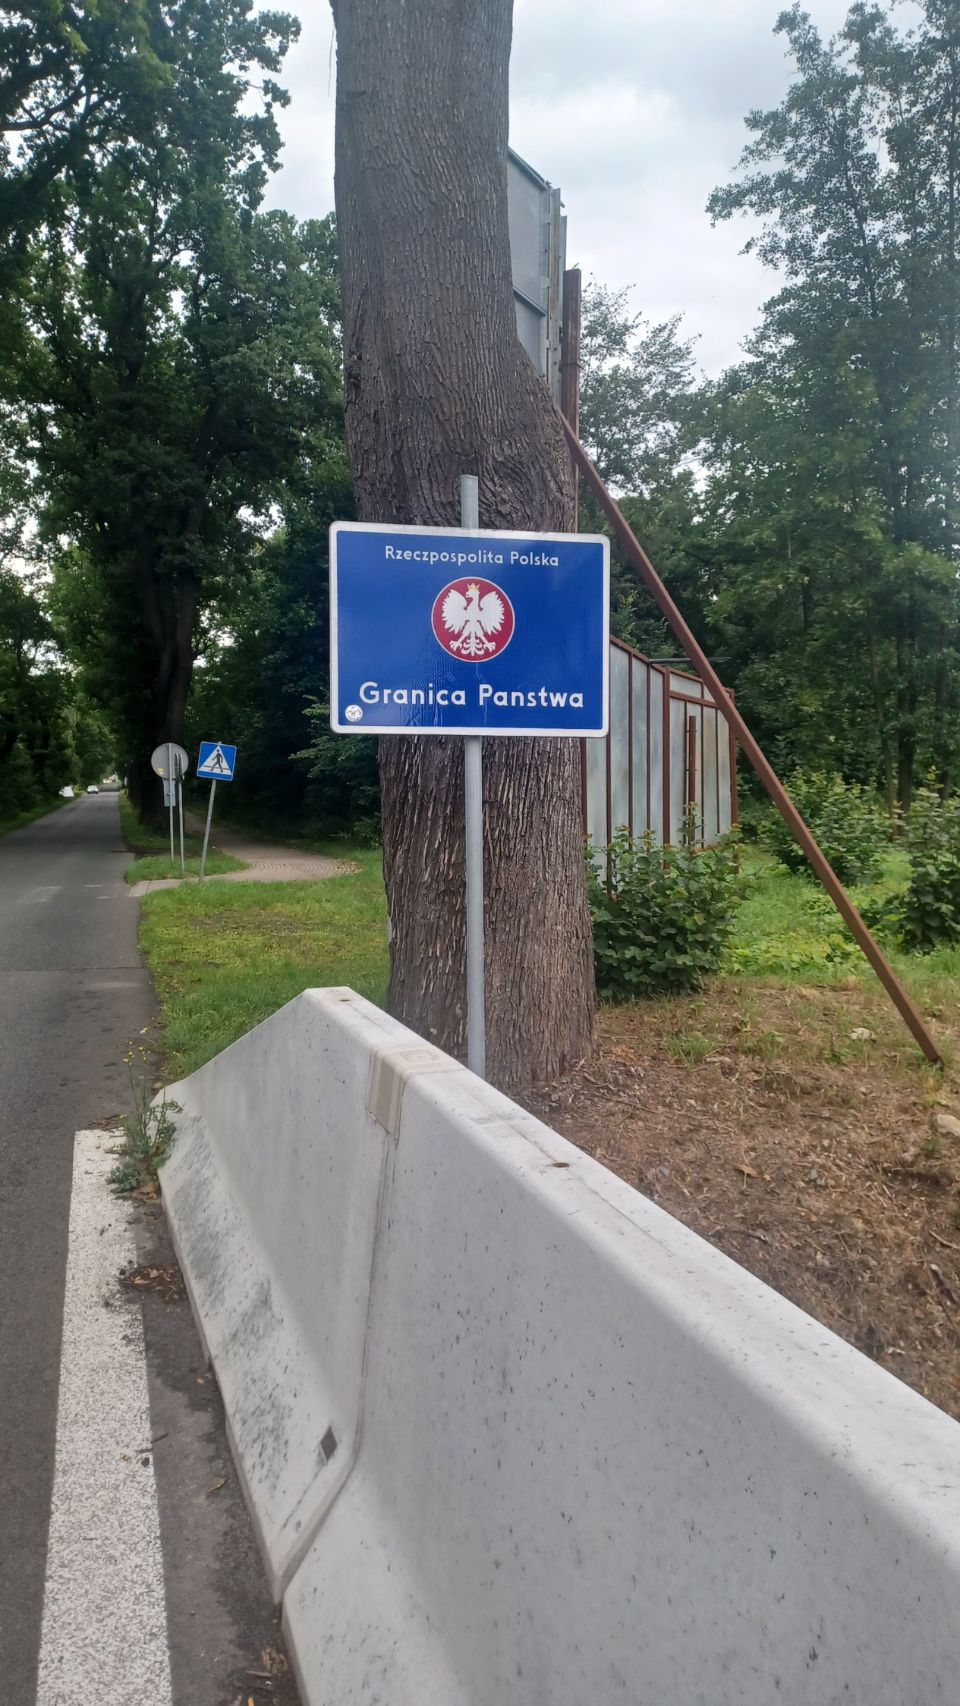 Rzeczpospolita Polska
Granica Panstwa